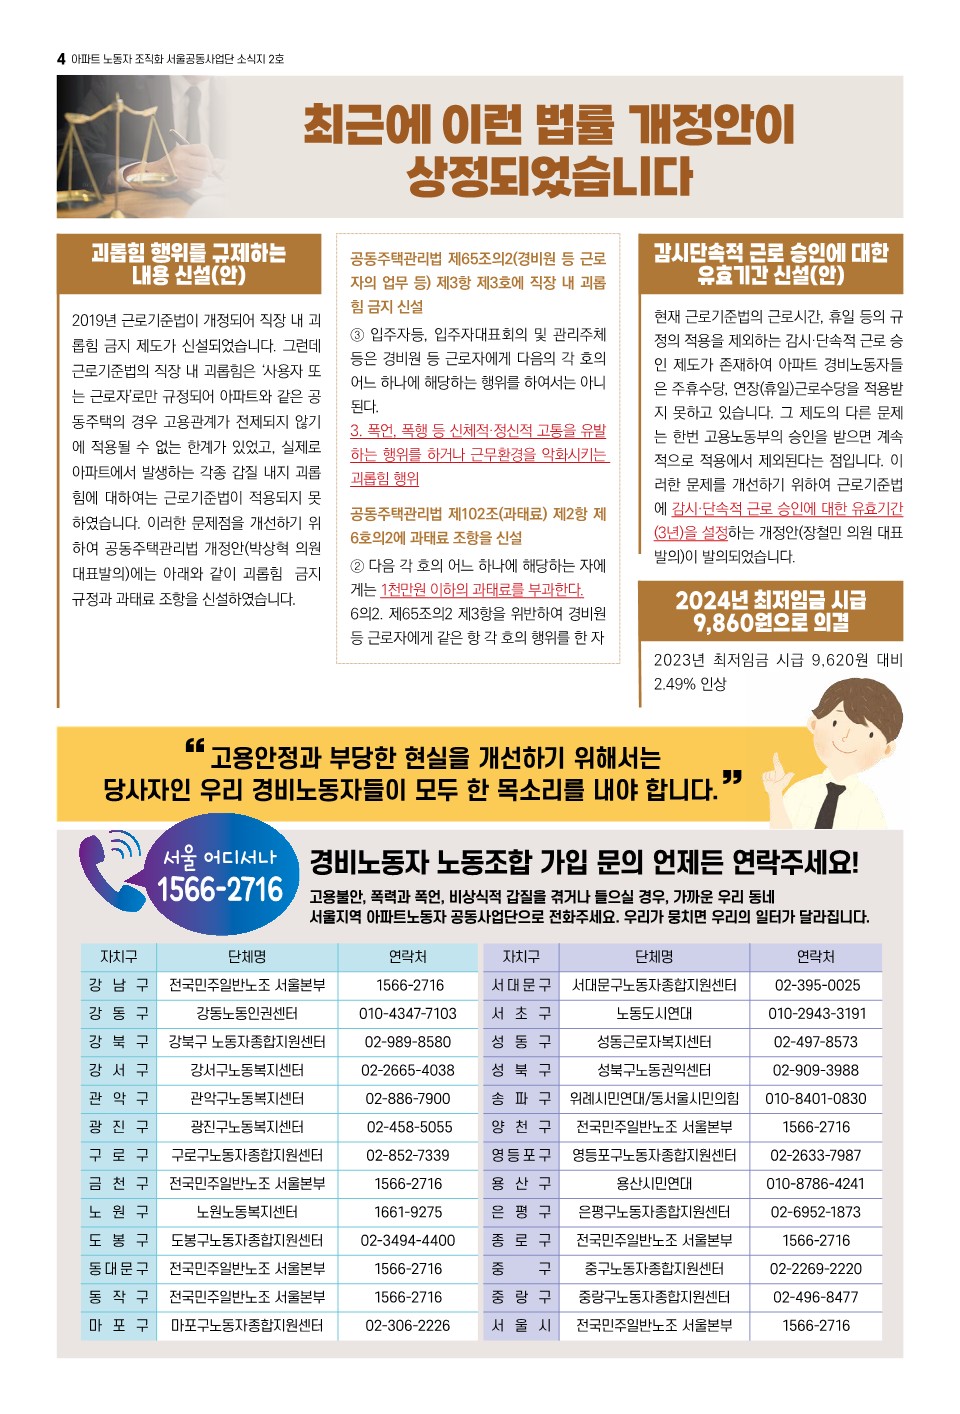 4 아파트 노동자 조직화 서울공동사업단 소식지 2호
최근에 이런 법률 개정안이
상정되었습니다
괴롭힘 행위를 규제하는
내용 신설(안)
2019년 근로기준법이 개정되어 직장 내 괴
롭힘 금지 제도가 신설되었습니다. 그런데
근로기준법의 직장 내 괴롭힘은 '사용자 또
는 근로자'로만 규정되어 아파트와 같은 공
동주택의 경우 고용관계가 전제되지 않기
에 적용될 수 없는 한계가 있었고, 실제로
아파트에서 발생하는 각종 갑질 내지 괴롭
힘에 대하여는 근로기준법이 적용되지 못
하였습니다. 이러한 문제점을 개선하기 위
하여 공동주택관리법 개정안(박상혁 의원
대표발의)에는 아래와 같이 괴롭힘 금지
규정과 과태료 조항을 신설하였습니다.
공동주택관리법 제65조의2(경비원 등 근로
자의 업무 등) 제3항 제3호에 직장 내 괴롭
힘 금지 신설
③ 입주자등, 입주자대표회의 및 관리주체
등은 경비원 등 근로자에게 다음의 각 호의
어느 하나에 해당하는 행위를 하여서는 아니
된다.
3. 폭언, 폭행 등 신체적·정신적 고통을 유발
하는 행위를 하거나 근무환경을 악화시키는
괴롭힘 행위
공동주택관리법 제102조(과태료) 제2항 제
6호의2에 과태료 조항을 신설
② 다음 각 호의 어느 하나에 해당하는 자에
게는 1천만원 이하의 과태료를 부과한다.
6의2. 제65조의2 제3항을 위반하여 경비원
등 근로자에게 같은 항 각 호의 행위를 한 자
감시단속적 근로 승인에 대한
유효기간 신설(안)
현재 근로기준법의 근로시간, 휴일 등의 규
정의 적용을 제외하는 감시·단속적 근로 승
인 제도가 존재하여 아파트 경비노동자들
은 주휴수당, 연장(휴일)근로수당을 적용받
지 못하고 있습니다. 그 제도의 다른 문제
는 한번 고용노동부의 승인을 받으면 계속
적으로 적용에서 제외된다는 점입니다. 이
러한 문제를 개선하기 위하여 근로기준법
에 감시·단속적 근로 승인에 대한 유효기간
(3년)을 설정하는 개정안(장철민 의원 대표
발의)이 발의되었습니다.
2024년 최저임금 시급
9,860원으로 의결
2023년 최저임금 시급 9,620원 대비
2.49% 인상
“고용안정과 부당한 현실을 개선하기 위해서는
당사자인 우리 경비노동자들이 모두 한 목소리를 내야 합니다.”
서울 어디서나
1566-2716
경비노동자 노동조합 가입 문의 언제든 연락주세요!
고용불안, 폭력과 폭언, 비상식적 갑질을 겪거나 들으실 경우, 가까운 우리 동네
서울지역 아파트노동자 공동사업단으로 전화주세요. 우리가 뭉치면 우리의 일터가 달라집니다.
자치구 단체명 연락처
강남구 전국민주일반노조 서울본부 1566-2716
강동구 강동노동인권센터 010-4347-7103
강북구 강북구 노동자종합지원센터 02-989-8580
강서구 강서구노동복지센터 02-2665-4038
관악구 관악구노동복지센터 02-886-7900
광진구 광진구노동복지센터 02-458-5055
구로구 구로구노동자종합지원센터 02-852-7339
금천구 전국민주일반노조 서울본부 1566-2716
노원구 노원노동복지센터 1661-9275
도봉구 도봉구노동자종합지원센터 02-3494-4400
동대문구 전국민주일반노조 서울본부 1566-2716
동작구 전국민주일반노조 서울본부 1566-2716
마포구 마포구노동자종합지원센터 02-306-2226
자치구 단체명 연락처
서대문구 서대문구노동자종합지원센터 02-395-0025
서초구 노동도시연대 010-2943-3191
성동구 성동근로자복지센터 02-497-8573
성북구 성북구노동권익센터 02-909-3988
송파구 위례시민연대/동서울시민의힘 010-8401-0830
양천구 전국민주일반노조 서울본부 1566-2716
영등포구 영등포구노동자종합지원센터 02-2633-7987
용산구 용산시민연대 010-8786-4241
은평구 은평구노동자종합지원센터 02-6952-1873
종로구 전국민주일반노조 서울본부 1566-2716
중구 중구노동자종합지원센터 02-2269-2220
중랑구 중랑구노동자종합지원센터 02-496-8477
서울시 전국민주일반노조 서울본부 1566-2716